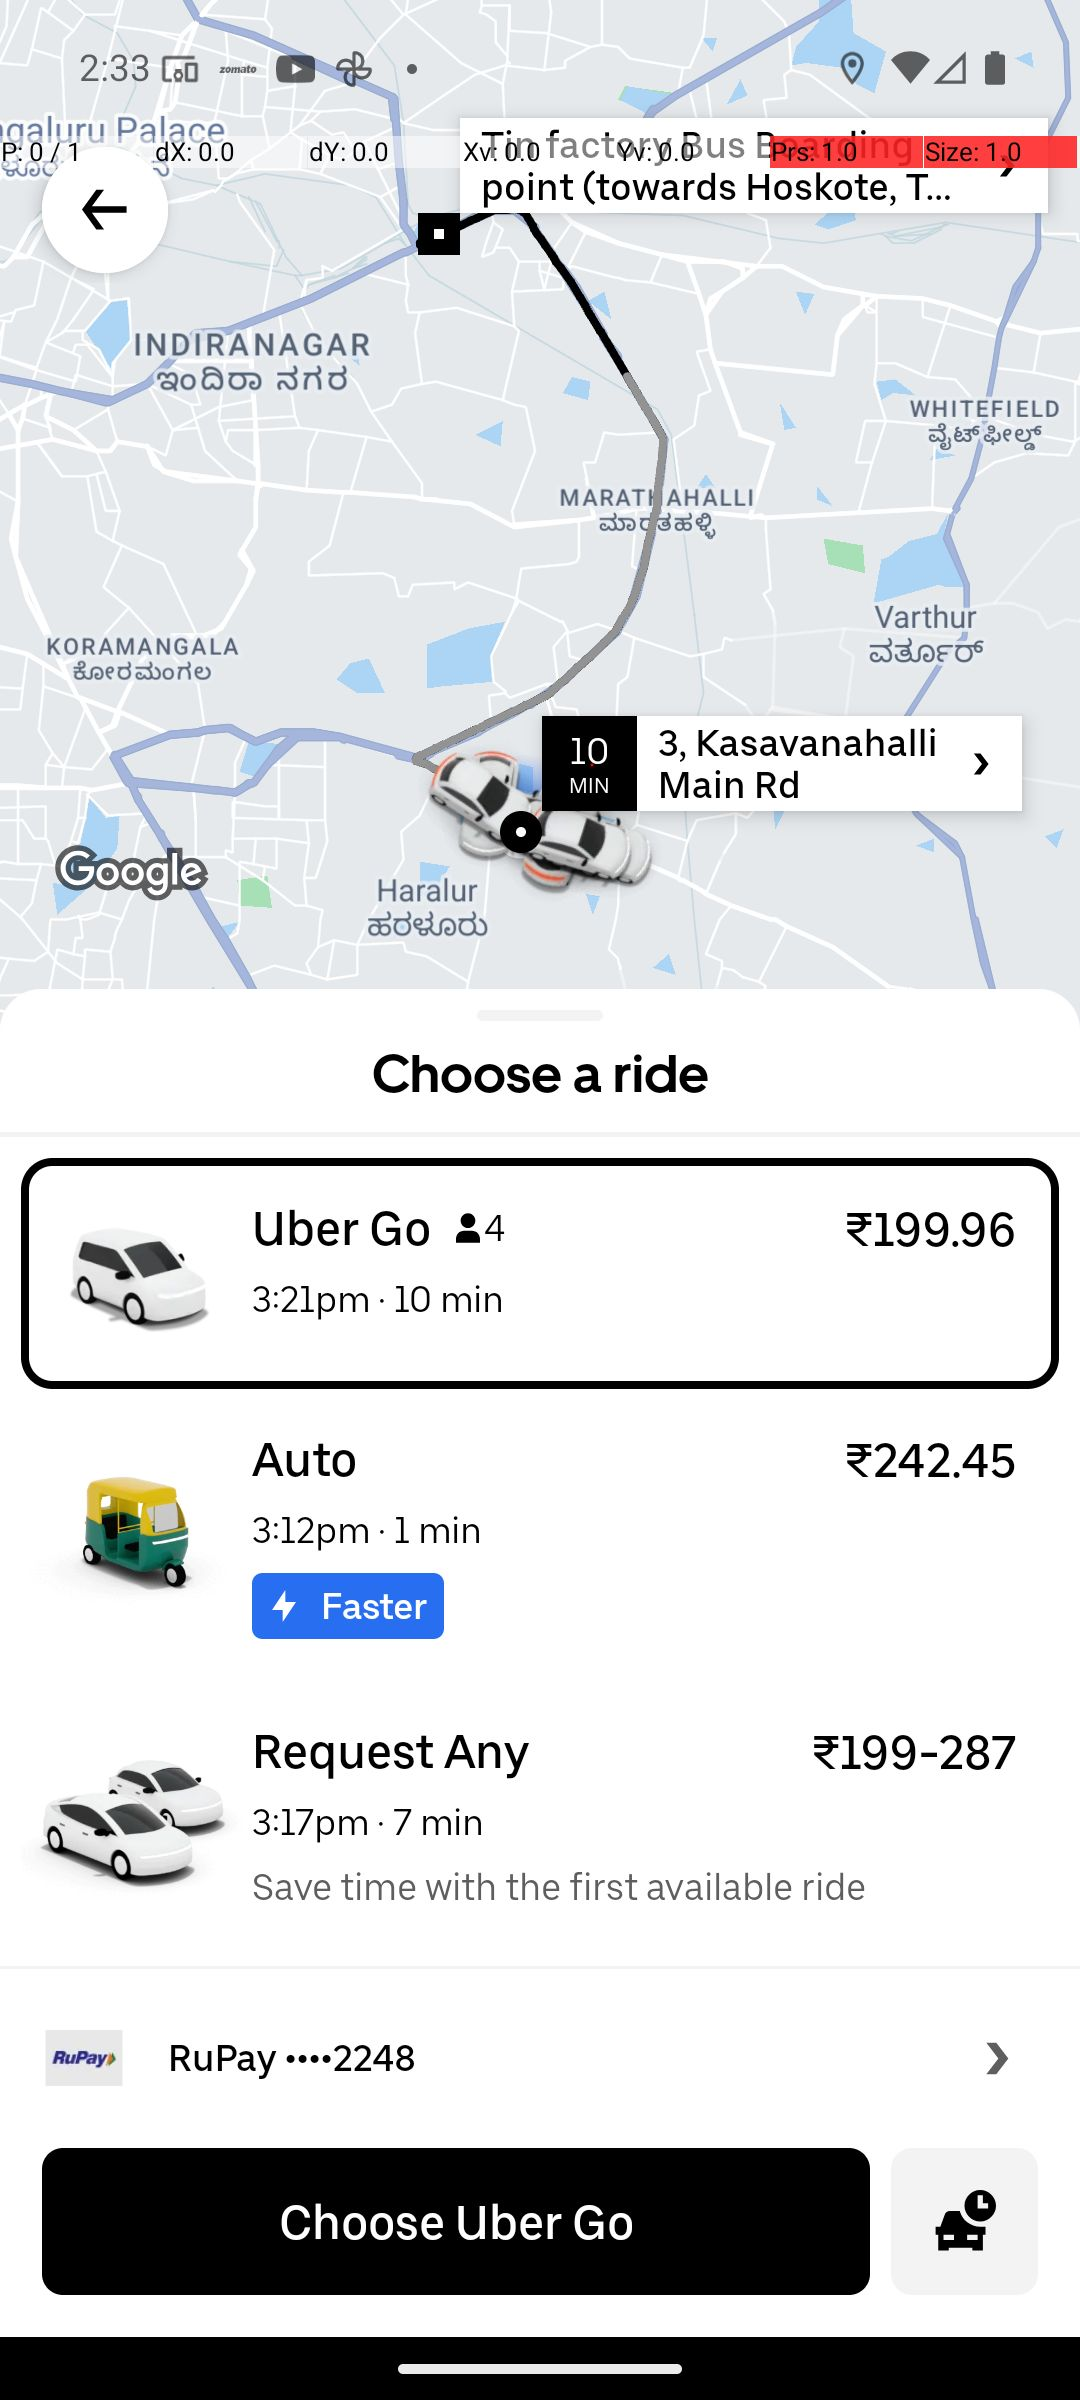 2:33 zomato
ngaluru Palace
P: 0 / 1 dX: 0.0 dY: 0.0 Xv: 0.0 Yv: 0.0 Prs: 1.0 Size: 1.0
Tin factory Bus Boarding
point (towards Hoskote, T...
INDIRANAGAR
ಇಂದಿರಾ ನಗರ
WHITEFIELD
ವೈಟ್‌ಫೀಲ್ಡ್
MARATHAHALLI
ಮಾರತಹಳ್ಳಿ
Varthur
ವರ್ತೂರ್
KORAMANGALA
ಕೋರಮಂಗಲ
10
MIN
3, Kasavanahalli
Main Rd
Google
Haralur
ಹರಳೂರು
Choose a ride
Uber Go 4 ₹199.96
3:21pm · 10 min
Auto ₹242.45
3:12pm · 1 min
Faster
Request Any ₹199-287
3:17pm · 7 min
Save time with the first available ride
RuPay RuPay ••••2248
Choose Uber Go